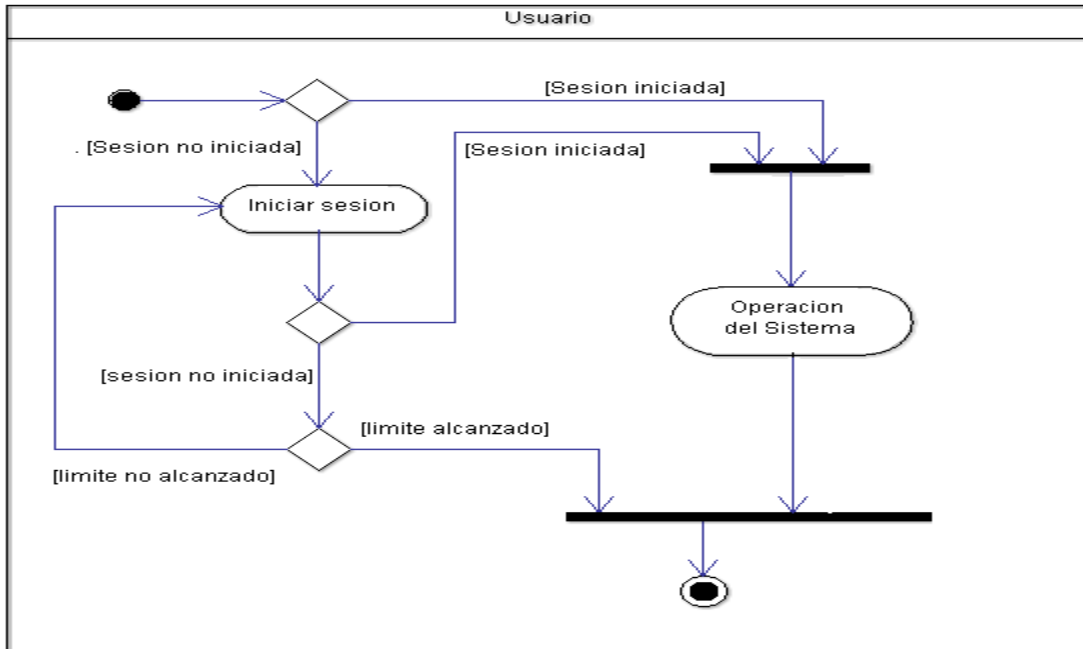 Usuario
[Sesion iniciada]
. [Sesion no iniciada]
[Sesion iniciada]
Iniciar sesion
Operacion
del Sistema
[sesion no iniciada]
[limite alcanzado]
[limite no alcanzado]